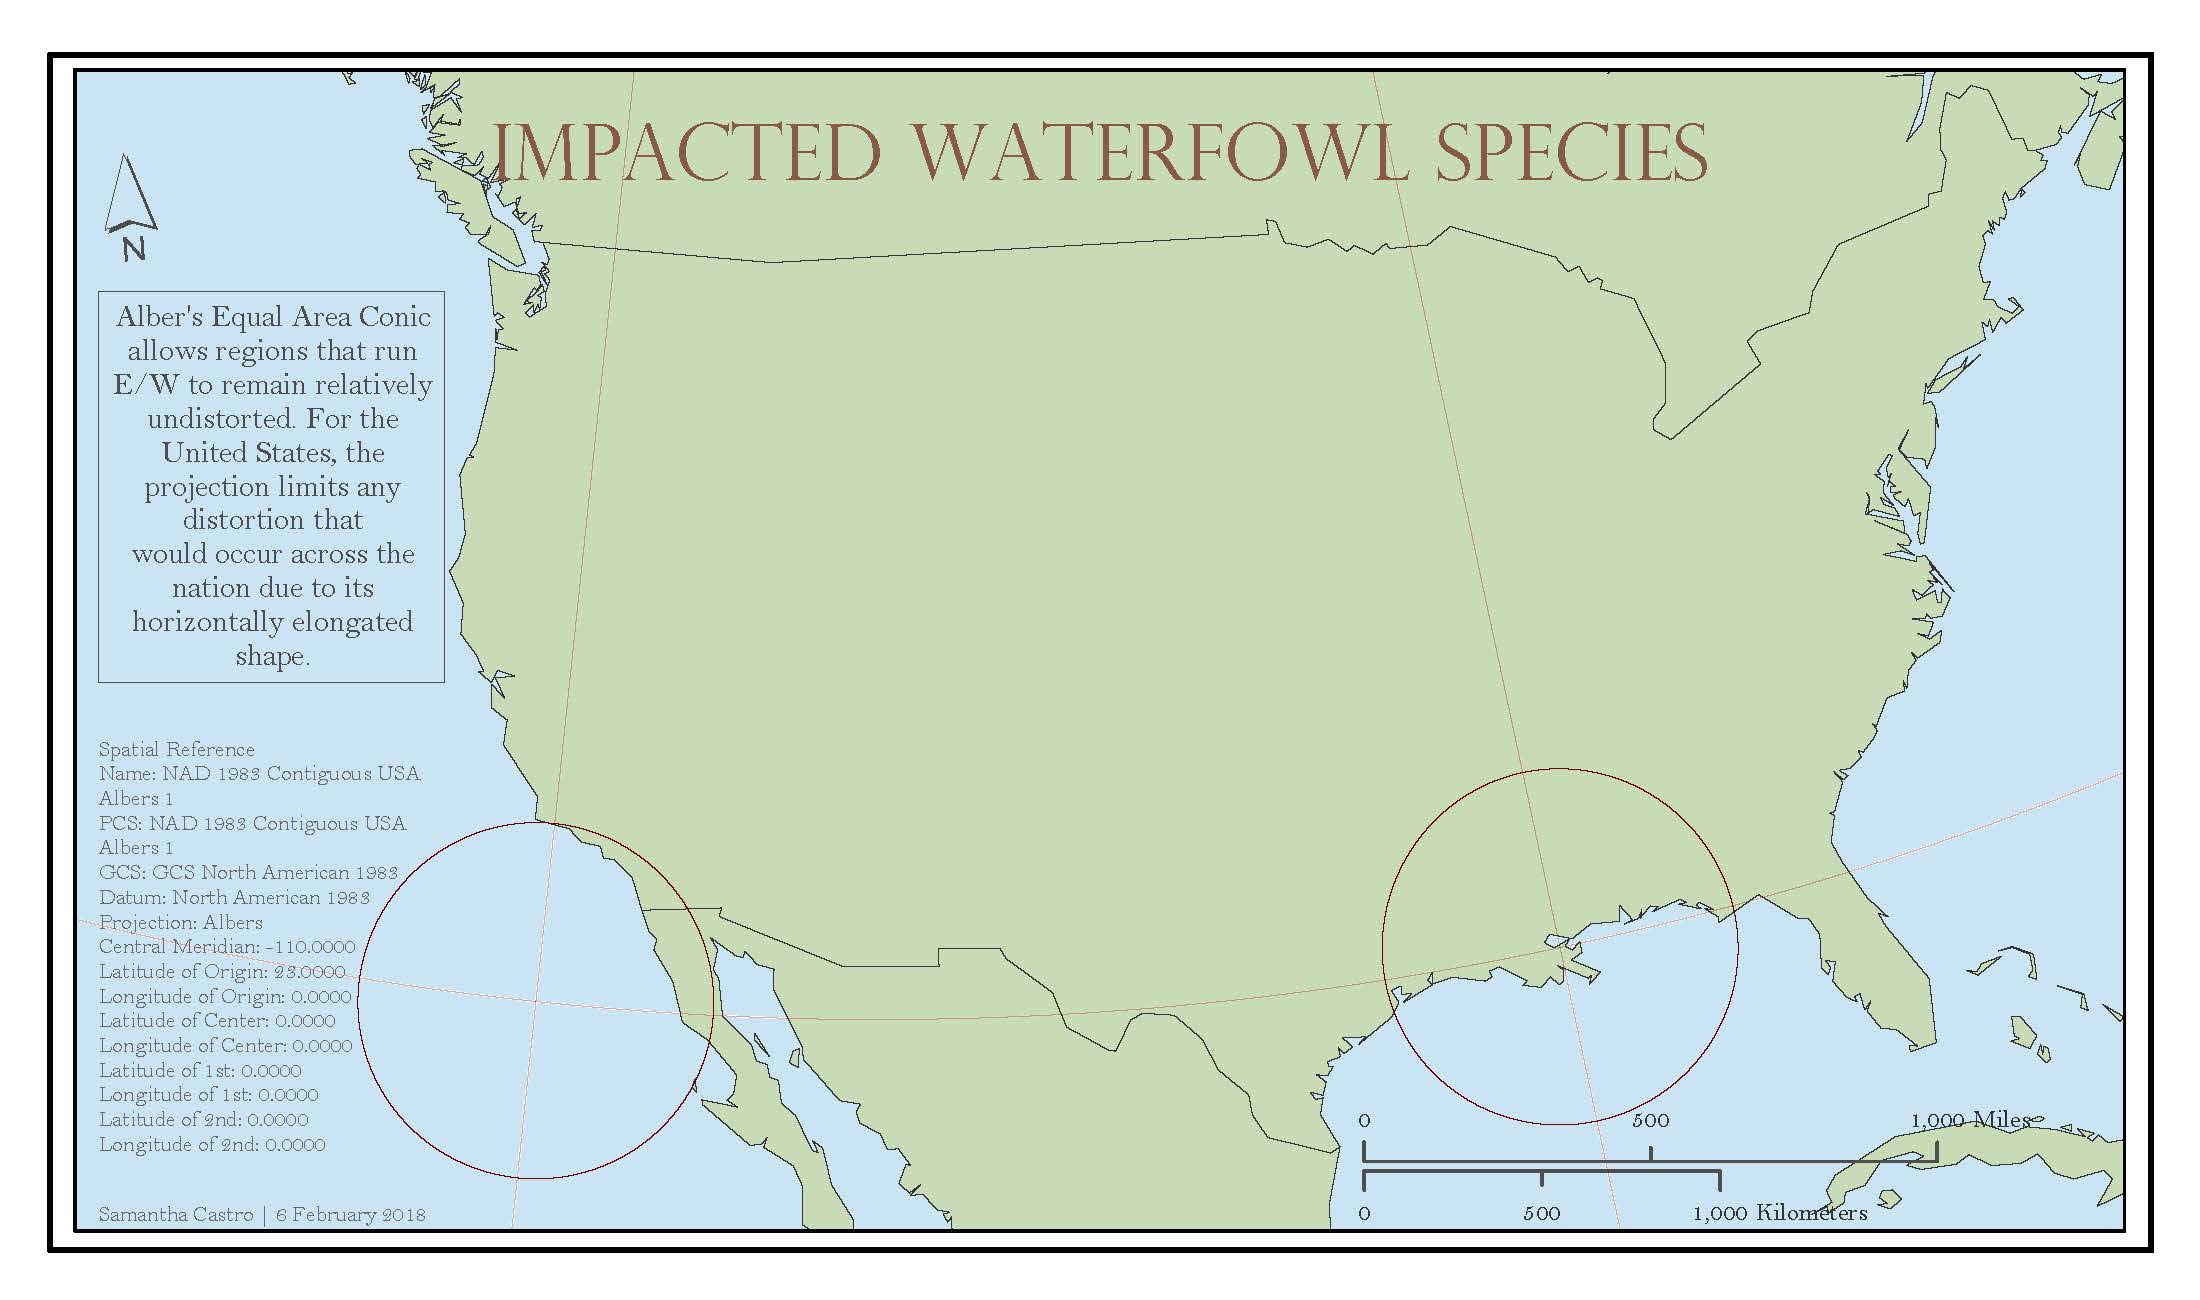 IMPACTED WATERFOWL SPECIES
N
Alber's Equal Area Conic
allows regions that run
E/W to remain relatively
undistorted. For the
United States, the
projection limits any
distortion that
would occur across the
nation due to its
horizontally elongated
shape.
Spatial Reference
Name: NAD 1983 Contiguous USA
Albers 1
PCS: NAD 1983 Contiguous USA
Albers 1
GCS: GCS North American 1983
Datum: North American 1983
Projection: Albers
Central Meridian: -110.0000
Latitude of Origin: 23.0000
Longitude of Origin: 0.0000
Latitude of Center: 0.0000
Longitude of Center: 0.0000
Latitude of 1st: 0.0000
Longitude of 1st: 0.0000
Latitude of 2nd: 0.0000
Longitude of 2nd: 0.0000
Samantha Castro | 6 February 2018
0 500 1,000 Miles
0 500 1,000 Kilometers